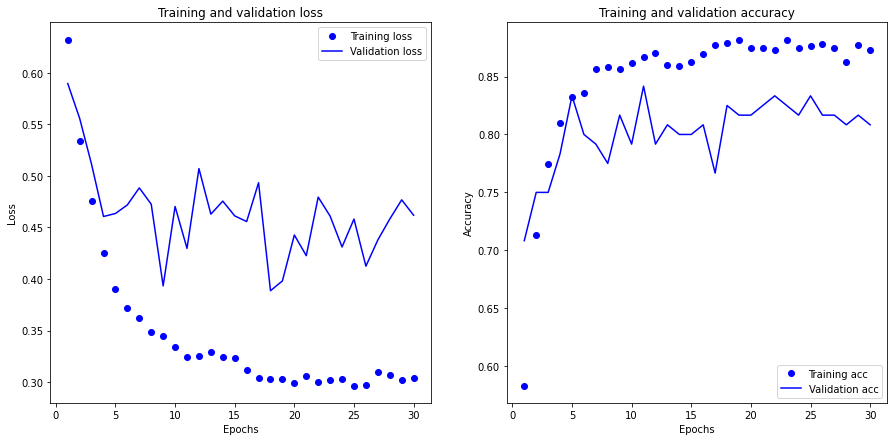 Training and validation loss
Training loss
Validation loss
0.60
0.55
0.50
0.45
0.40
0.35
0.30
Loss
0
5
10
15
20
25
30
Epochs
Training and validation accuracy
0.85
0.80
0.75
0.70
0.65
0.60
Accuracy
Training acc
Validation acc
0
5
10
15
20
25
30
Epochs